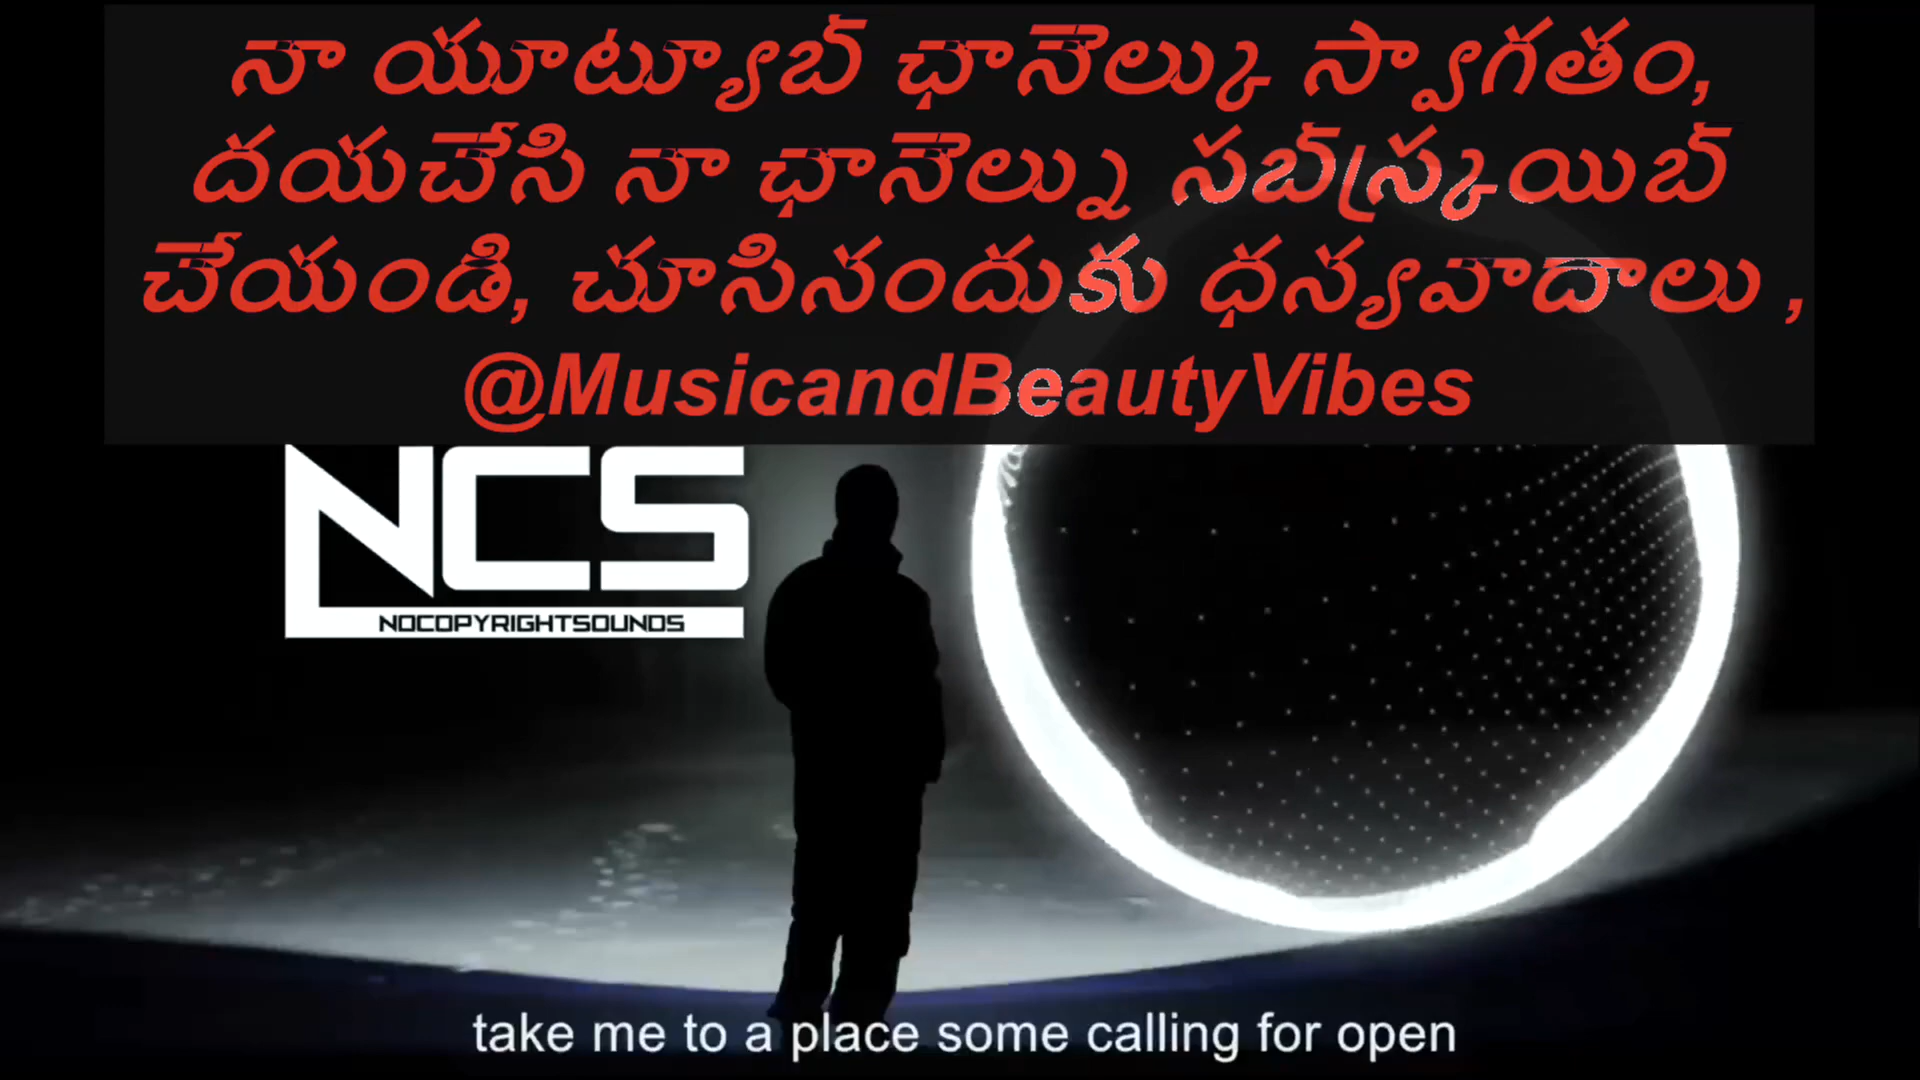 నా యూట్యూబ్ ఛానెల్కు స్వాగతం,
దయచేసి నా ఛానెల్ను సబ్‌స్క్రయిబ్
చేయండి, చూసినందుకు ధన్యవాదాలు ,
@MusicandBeautyVibes
NCS
NOCOPYRIGHTSOUNDS
take me to a place some calling for open